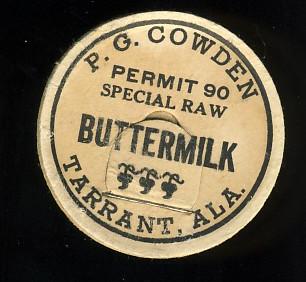 P. G. COWDEN
PERMIT 90
SPECIAL RAW
BUTTERMILK
TARRANT, ALA.